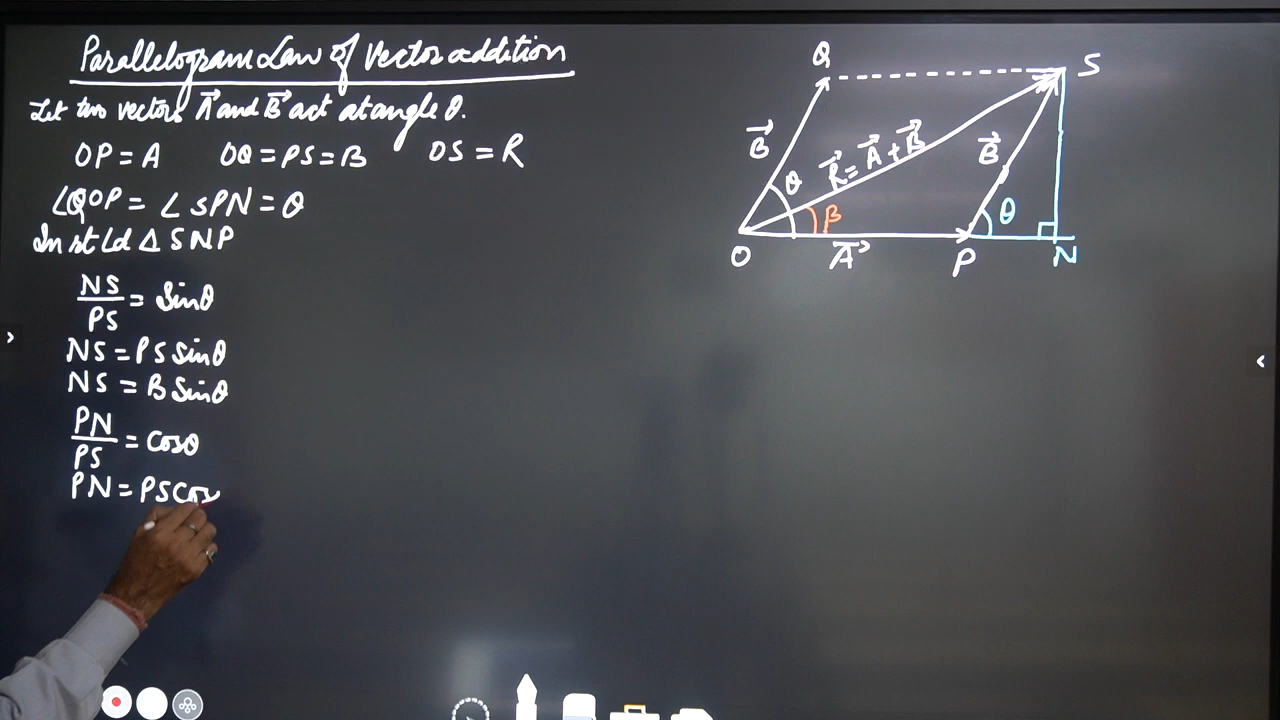 Parallelogram Law of Vector addition
Let two vectors A⃗ and B⃗ act at angle θ.
OP = A OQ = PS = B OS = R
∠QOP = ∠SPN = θ
In rt ∠d Δ SNP
NS/PS = Sinθ
NS = PS Sinθ
NS = B Sinθ
PN/PS = Cosθ
PN = PS Cos
Q S
B⃗ θ R⃗ = A⃗ + B⃗ B⃗
β θ
O A⃗ P N